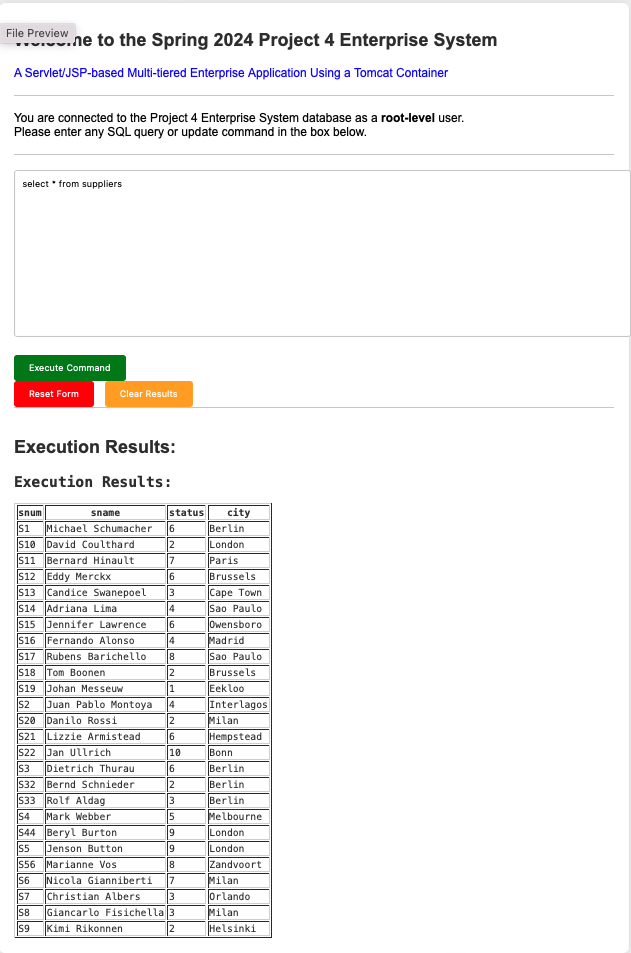 File Preview
Welcome to the Spring 2024 Project 4 Enterprise System
A Servlet/JSP-based Multi-tiered Enterprise Application Using a Tomcat Container
You are connected to the Project 4 Enterprise System database as a root-level user.
Please enter any SQL query or update command in the box below.
select * from suppliers
Execute Command
Reset Form Clear Results
Execution Results:
Execution Results:
snum sname status city
S1 Michael Schumacher 6 Berlin
S10 David Coulthard 2 London
S11 Bernard Hinault 7 Paris
S12 Eddy Merckx 6 Brussels
S13 Candice Swanepoel 3 Cape Town
S14 Adriana Lima 4 Sao Paulo
S15 Jennifer Lawrence 6 Owensboro
S16 Fernando Alonso 4 Madrid
S17 Rubens Barichello 8 Sao Paulo
S18 Tom Boonen 2 Brussels
S19 Johan Messeuw 1 Eekloo
S2 Juan Pablo Montoya 4 Interlagos
S20 Danilo Rossi 2 Milan
S21 Lizzie Armistead 6 Hempstead
S22 Jan Ullrich 10 Bonn
S3 Dietrich Thurau 6 Berlin
S32 Bernd Schnieder 2 Berlin
S33 Rolf Aldag 3 Berlin
S4 Mark Webber 5 Melbourne
S44 Beryl Burton 9 London
S5 Jenson Button 9 London
S56 Marianne Vos 8 Zandvoort
S6 Nicola Gianniberti 7 Milan
S7 Christian Albers 3 Orlando
S8 Giancarlo Fisichella 3 Milan
S9 Kimi Rikonnen 2 Helsinki